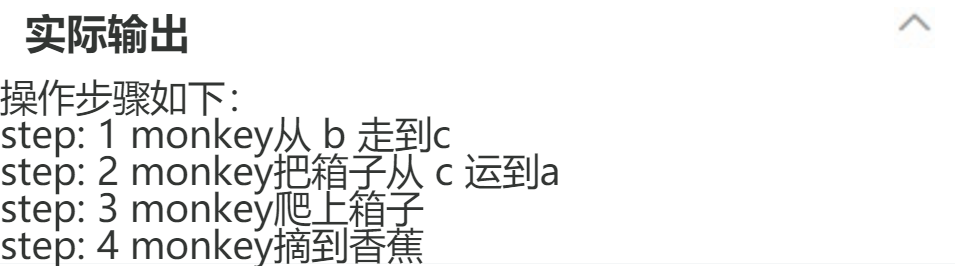 实际输出
操作步骤如下：
step: 1 monkey从 b 走到c
step: 2 monkey把箱子从 c 运到a
step: 3 monkey爬上箱子
step: 4 monkey摘到香蕉